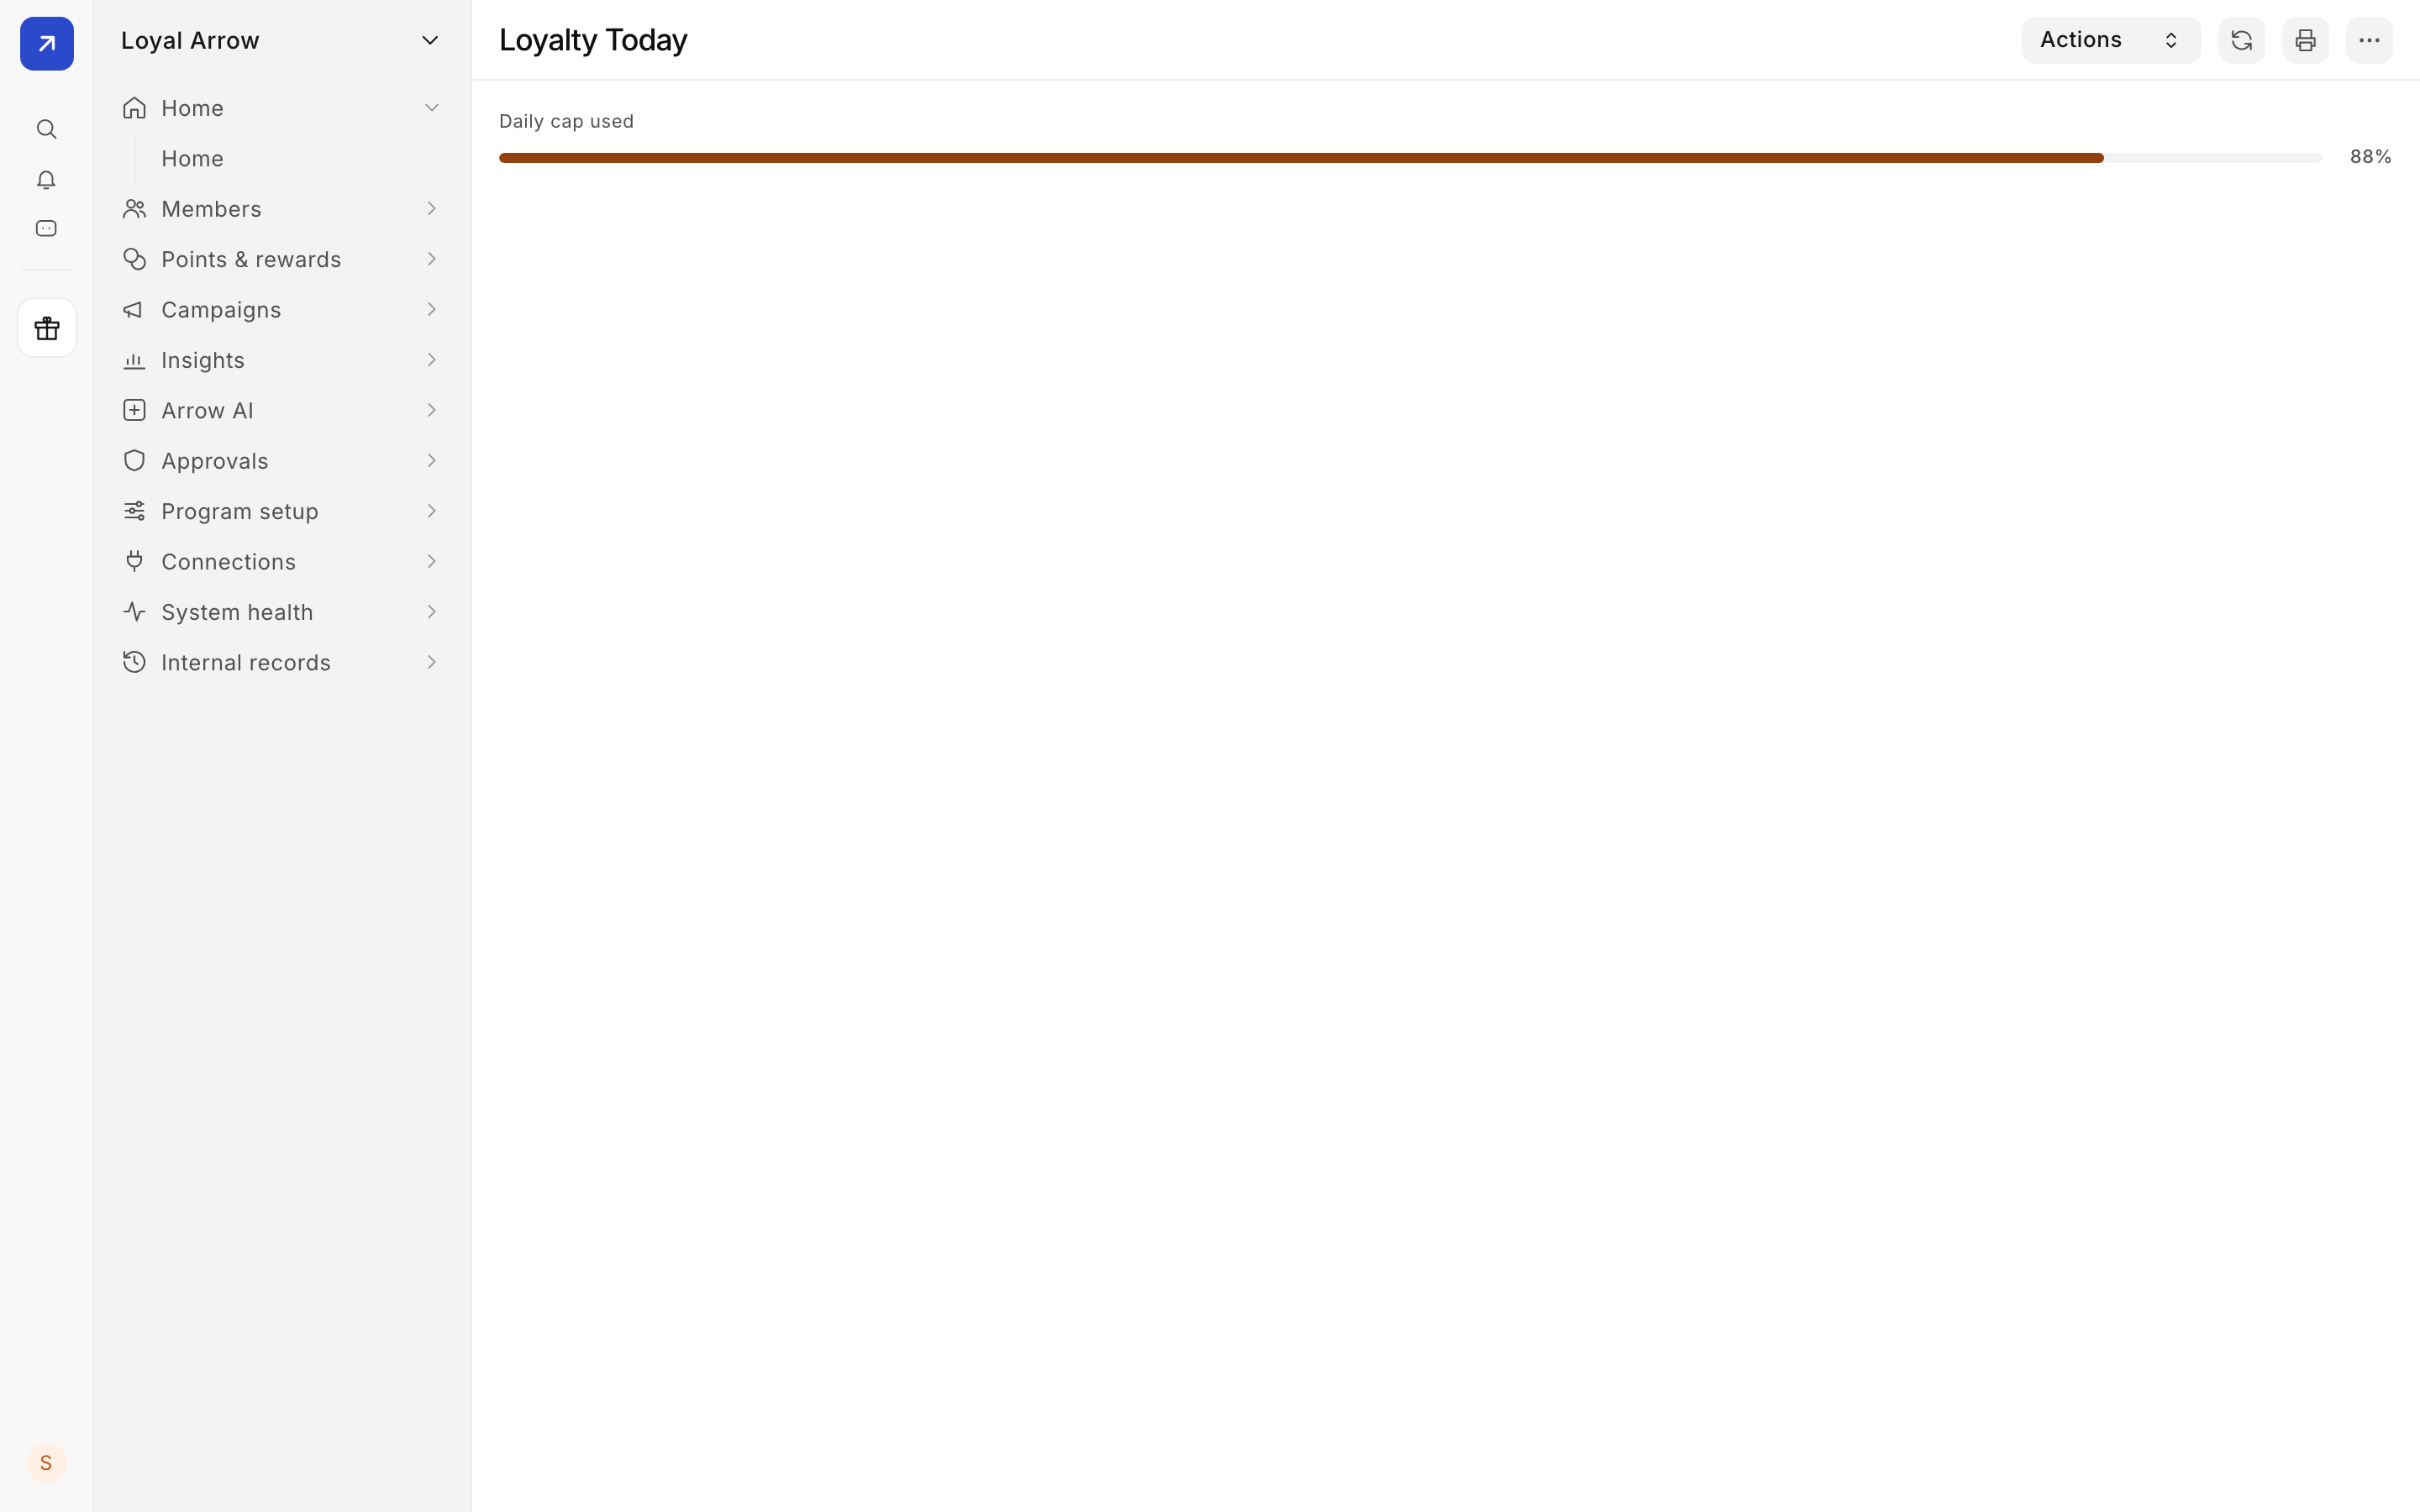 Loyal Arrow
Home
Home
Members
Points & rewards
Campaigns
Insights
Arrow AI
Approvals
Program setup
Connections
System health
Internal records
S
Loyalty Today
Actions
Daily cap used
88%